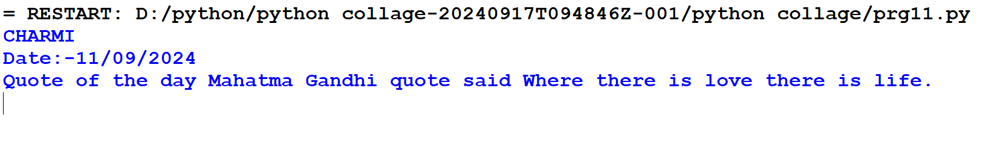 = RESTART: D:/python/python collage-20240917T094846Z-001/python collage/prg11.py
CHARMI
Date:-11/09/2024
Quote of the day Mahatma Gandhi quote said Where there is love there is life.